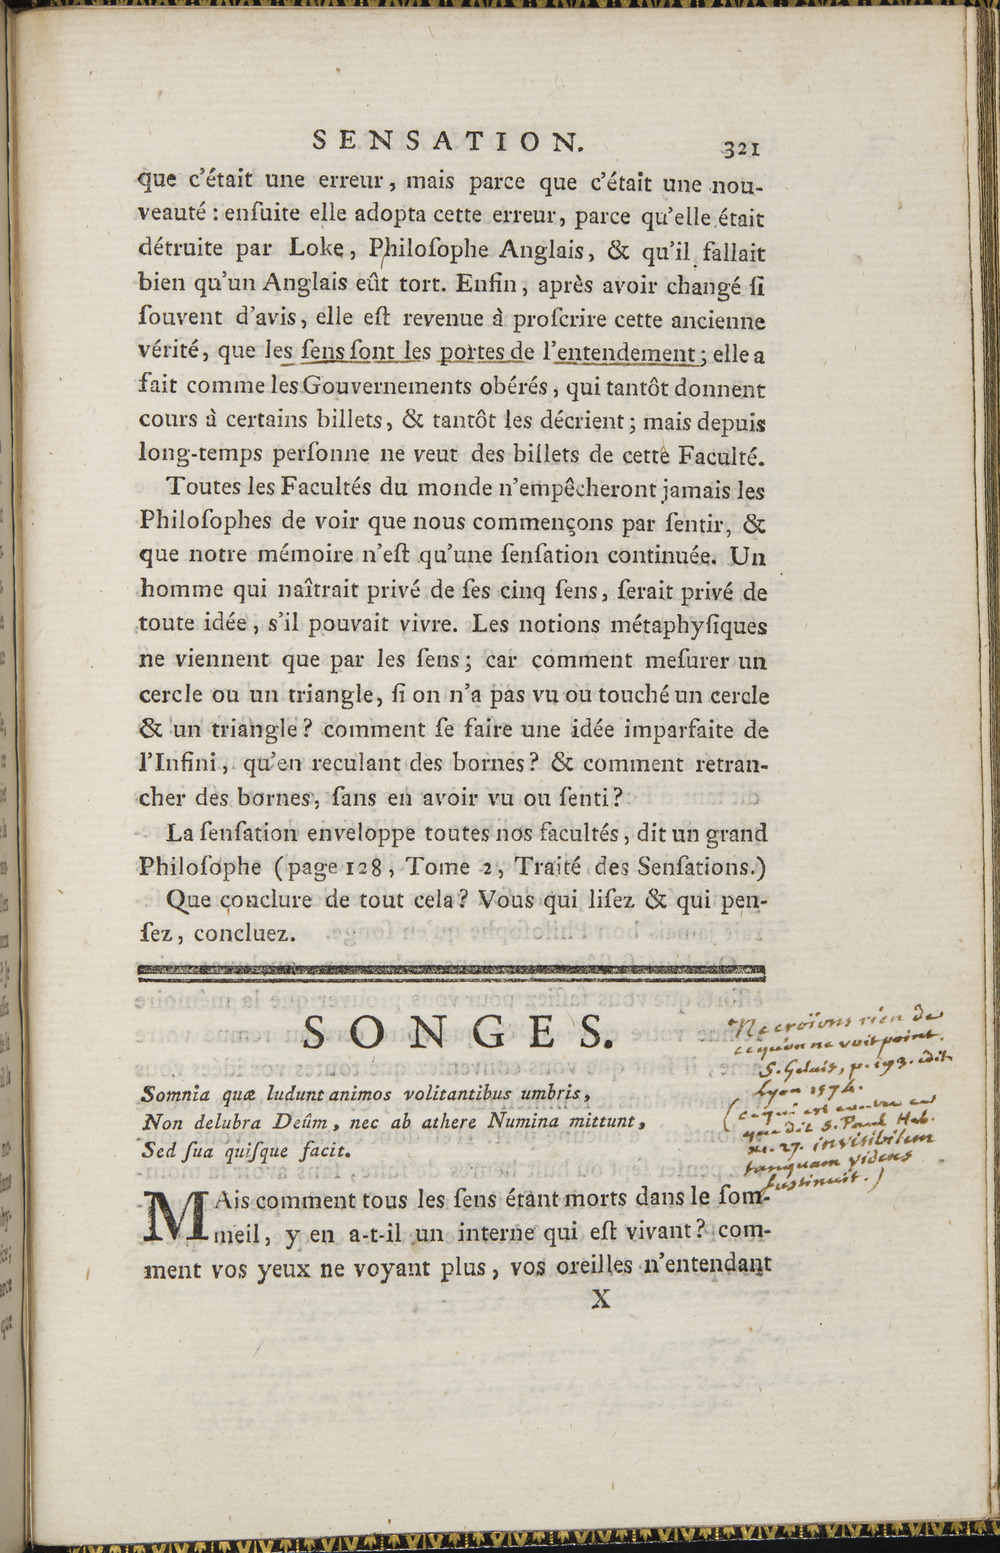 SENSATION. 321
que c'était une erreur, mais parce que c'était une nou-
veauté : enſuite elle adopta cette erreur, parce qu'elle était
détruite par Loke, Philoſophe Anglais, & qu'il fallait
bien qu'un Anglais eût tort. Enfin, après avoir changé ſi
ſouvent d'avis, elle eſt revenue à proſcrire cette ancienne
vérité, que les ſens ſont les portes de l'entendement ; elle a
fait comme les Gouvernements obérés, qui tantôt donnent
cours à certains billets, & tantôt les décrient ; mais depuis
long-temps perſonne ne veut des billets de cette Faculté.
Toutes les Facultés du monde n'empêcheront jamais les
Philoſophes de voir que nous commençons par ſentir, &
que notre mémoire n'eſt qu'une ſenſation continuée. Un
homme qui naîtrait privé de ſes cinq ſens, ſerait privé de
toute idée, s'il pouvait vivre. Les notions métaphyſiques
ne viennent que par les ſens ; car comment meſurer un
cercle ou un triangle, ſi on n'a pas vu ou touché un cercle
& un triangle ? comment ſe faire une idée imparfaite de
l'Infini, qu'en reculant des bornes ? & comment retran-
cher des bornes, ſans en avoir vu ou ſenti ?
La ſenſation enveloppe toutes nos facultés, dit un grand
Philoſophe (page 128, Tome 2, Traité des Senſations.)
Que conclure de tout cela ? Vous qui liſez & qui pen-
ſez, concluez.
SONGES.
Somnia quæ ludunt animos volitantibus umbris,
Non delubra Deûm, nec ab athere Numina mittunt,
Sed ſua quiſque facit.
MAis comment tous les ſens étant morts dans le ſom-
meil, y en a-t-il un interne qui eſt vivant ? com-
ment vos yeux ne voyant plus, vos oreilles n'entendant
X
Ne croïons rien de
ce qu'on ne voit point.
S. Gelais, p. 193. edit.
Lyon 1574.
(ce qui est contre ce
que dit S. Paul Heb.
XI. 27. invisibilem
tanquam videns
sustinuit.)